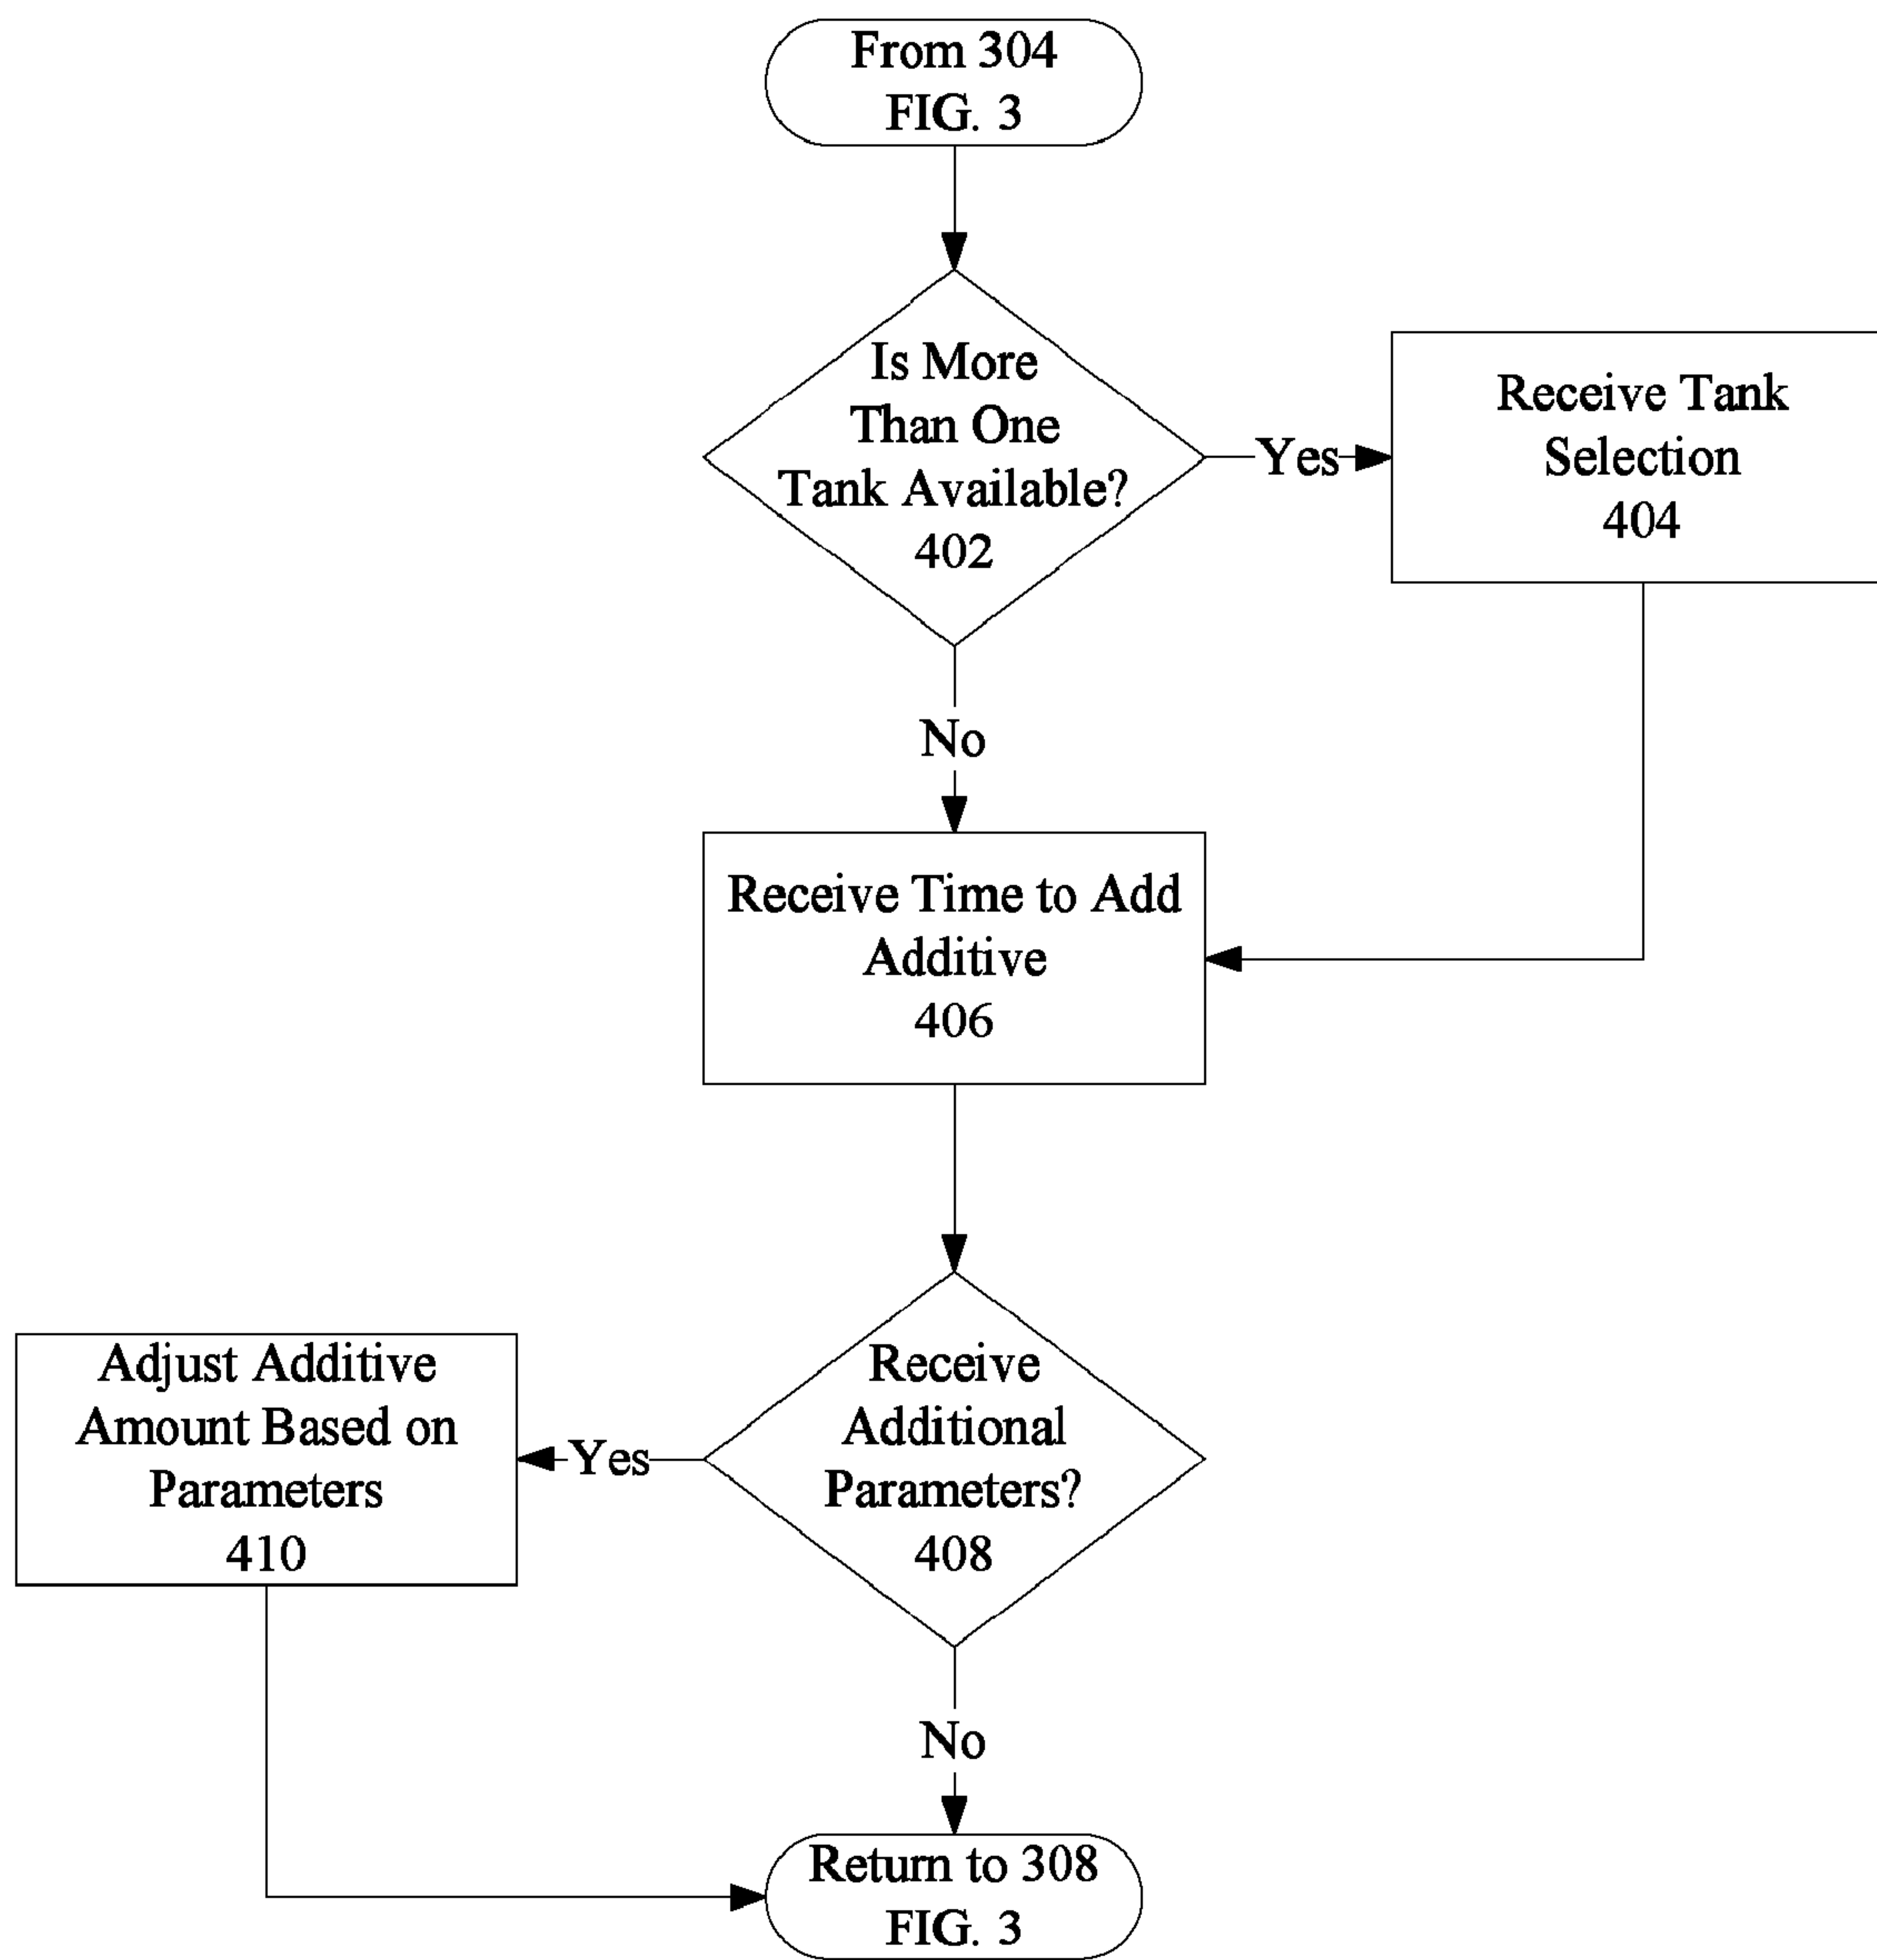 From 304
FIG. 3
Is More
Than One
Tank Available?
402
Yes
Receive Tank
Selection
404
No
Receive Time to Add
Additive
406
Receive
Additional
Parameters?
408
Yes
Adjust Additive
Amount Based on
Parameters
410
No
Return to 308
FIG. 3